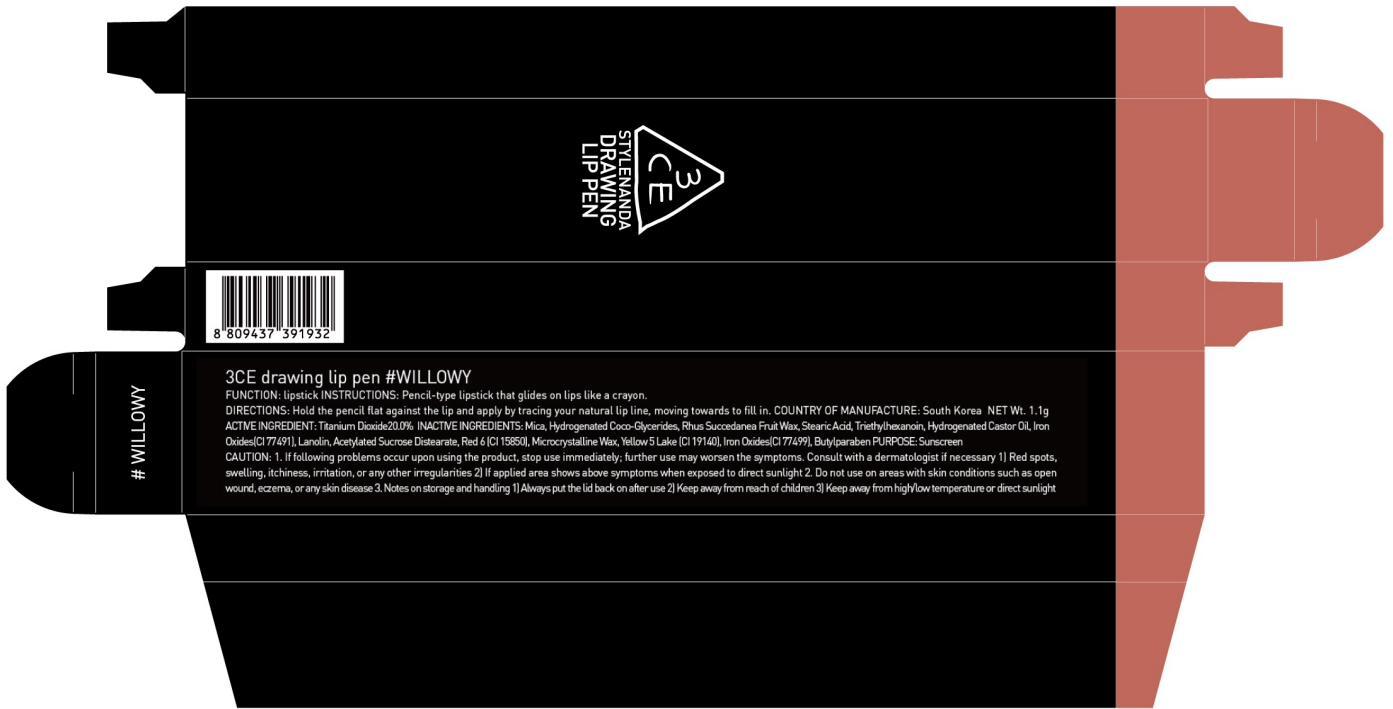 3
CE
STYLENANDA
DRAWING
LIP PEN
8 809437 391932
# WILLOWY
3CE drawing lip pen #WILLOWY
FUNCTION: lipstick INSTRUCTIONS: Pencil-type lipstick that glides on lips like a crayon.
DIRECTIONS: Hold the pencil flat against the lip and apply by tracing your natural lip line, moving towards to fill in. COUNTRY OF MANUFACTURE: South Korea NET Wt. 1.1g
ACTIVE INGREDIENT: Titanium Dioxide20.0% INACTIVE INGREDIENTS: Mica, Hydrogenated Coco-Glycerides, Rhus Succedanea Fruit Wax, Stearic Acid, Triethylhexanoin, Hydrogenated Castor Oil, Iron
Oxides(CI 77491), Lanolin, Acetylated Sucrose Distearate, Red 6 (CI 15850), Microcrystalline Wax, Yellow 5 Lake (CI 19140), Iron Oxides(CI 77499), Butylparaben PURPOSE: Sunscreen
CAUTION: 1. If following problems occur upon using the product, stop use immediately; further use may worsen the symptoms. Consult with a dermatologist if necessary 1) Red spots,
swelling, itchiness, irritation, or any other irregularities 2) If applied area shows above symptoms when exposed to direct sunlight 2. Do not use on areas with skin conditions such as open
wound, eczema, or any skin disease 3. Notes on storage and handling 1) Always put the lid back on after use 2) Keep away from reach of children 3) Keep away from high/low temperature or direct sunlight